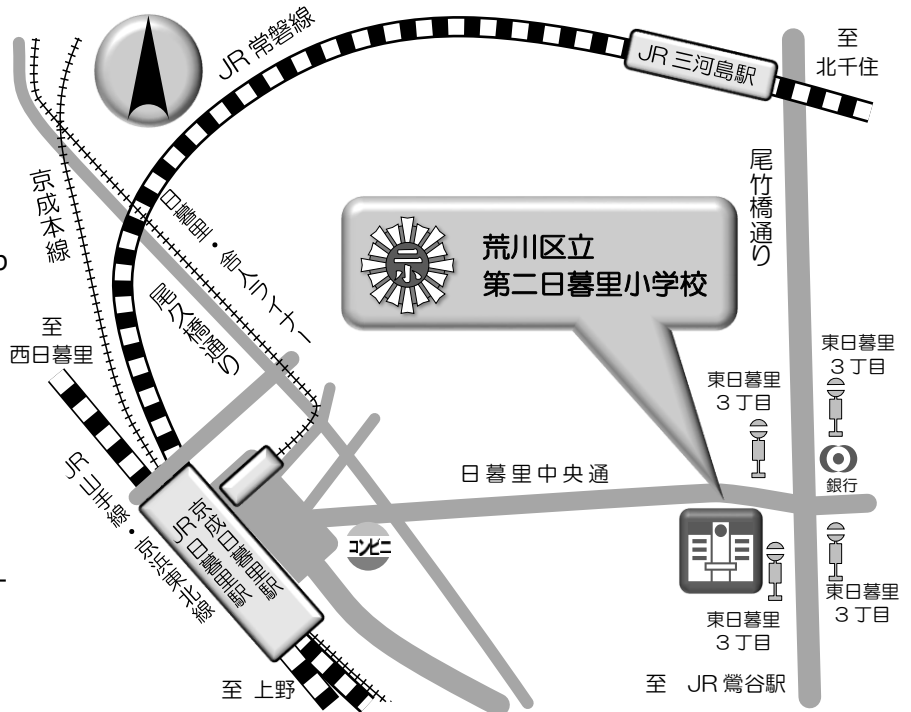 JR 常磐線
JR 三河島駅
至
北千住
京成本線
日暮里・舎人ライナー
尾久橋通り
尾竹橋通り
荒川区立
第二日暮里小学校
至
西日暮里
東日暮里
３丁目
東日暮里
３丁目
日暮里中央通
銀行
JR 山手線・京浜東北線
京成日暮里駅
JR 日暮里駅
コンビニ
東日暮里
３丁目
東日暮里
３丁目
至 上野
至 JR 鶯谷駅